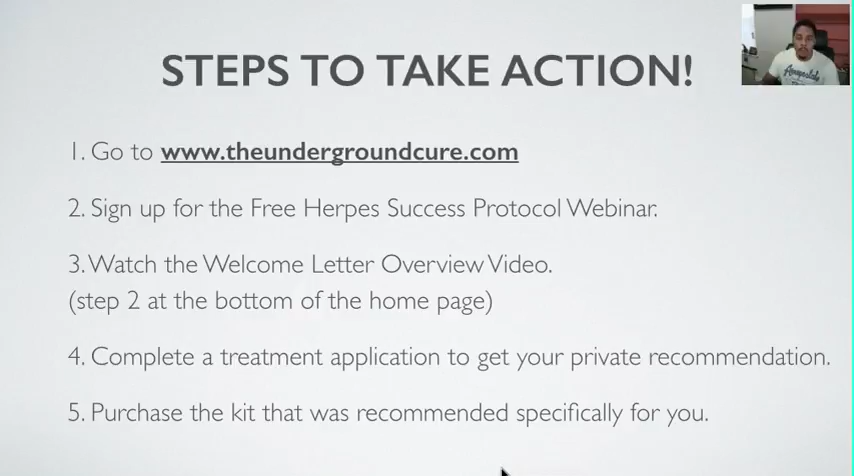 STEPS TO TAKE ACTION!
1. Go to www.theundergroundcure.com
2. Sign up for the Free Herpes Success Protocol Webinar.
3. Watch the Welcome Letter Overview Video.
(step 2 at the bottom of the home page)
4. Complete a treatment application to get your private recommendation.
5. Purchase the kit that was recommended specifically for you.